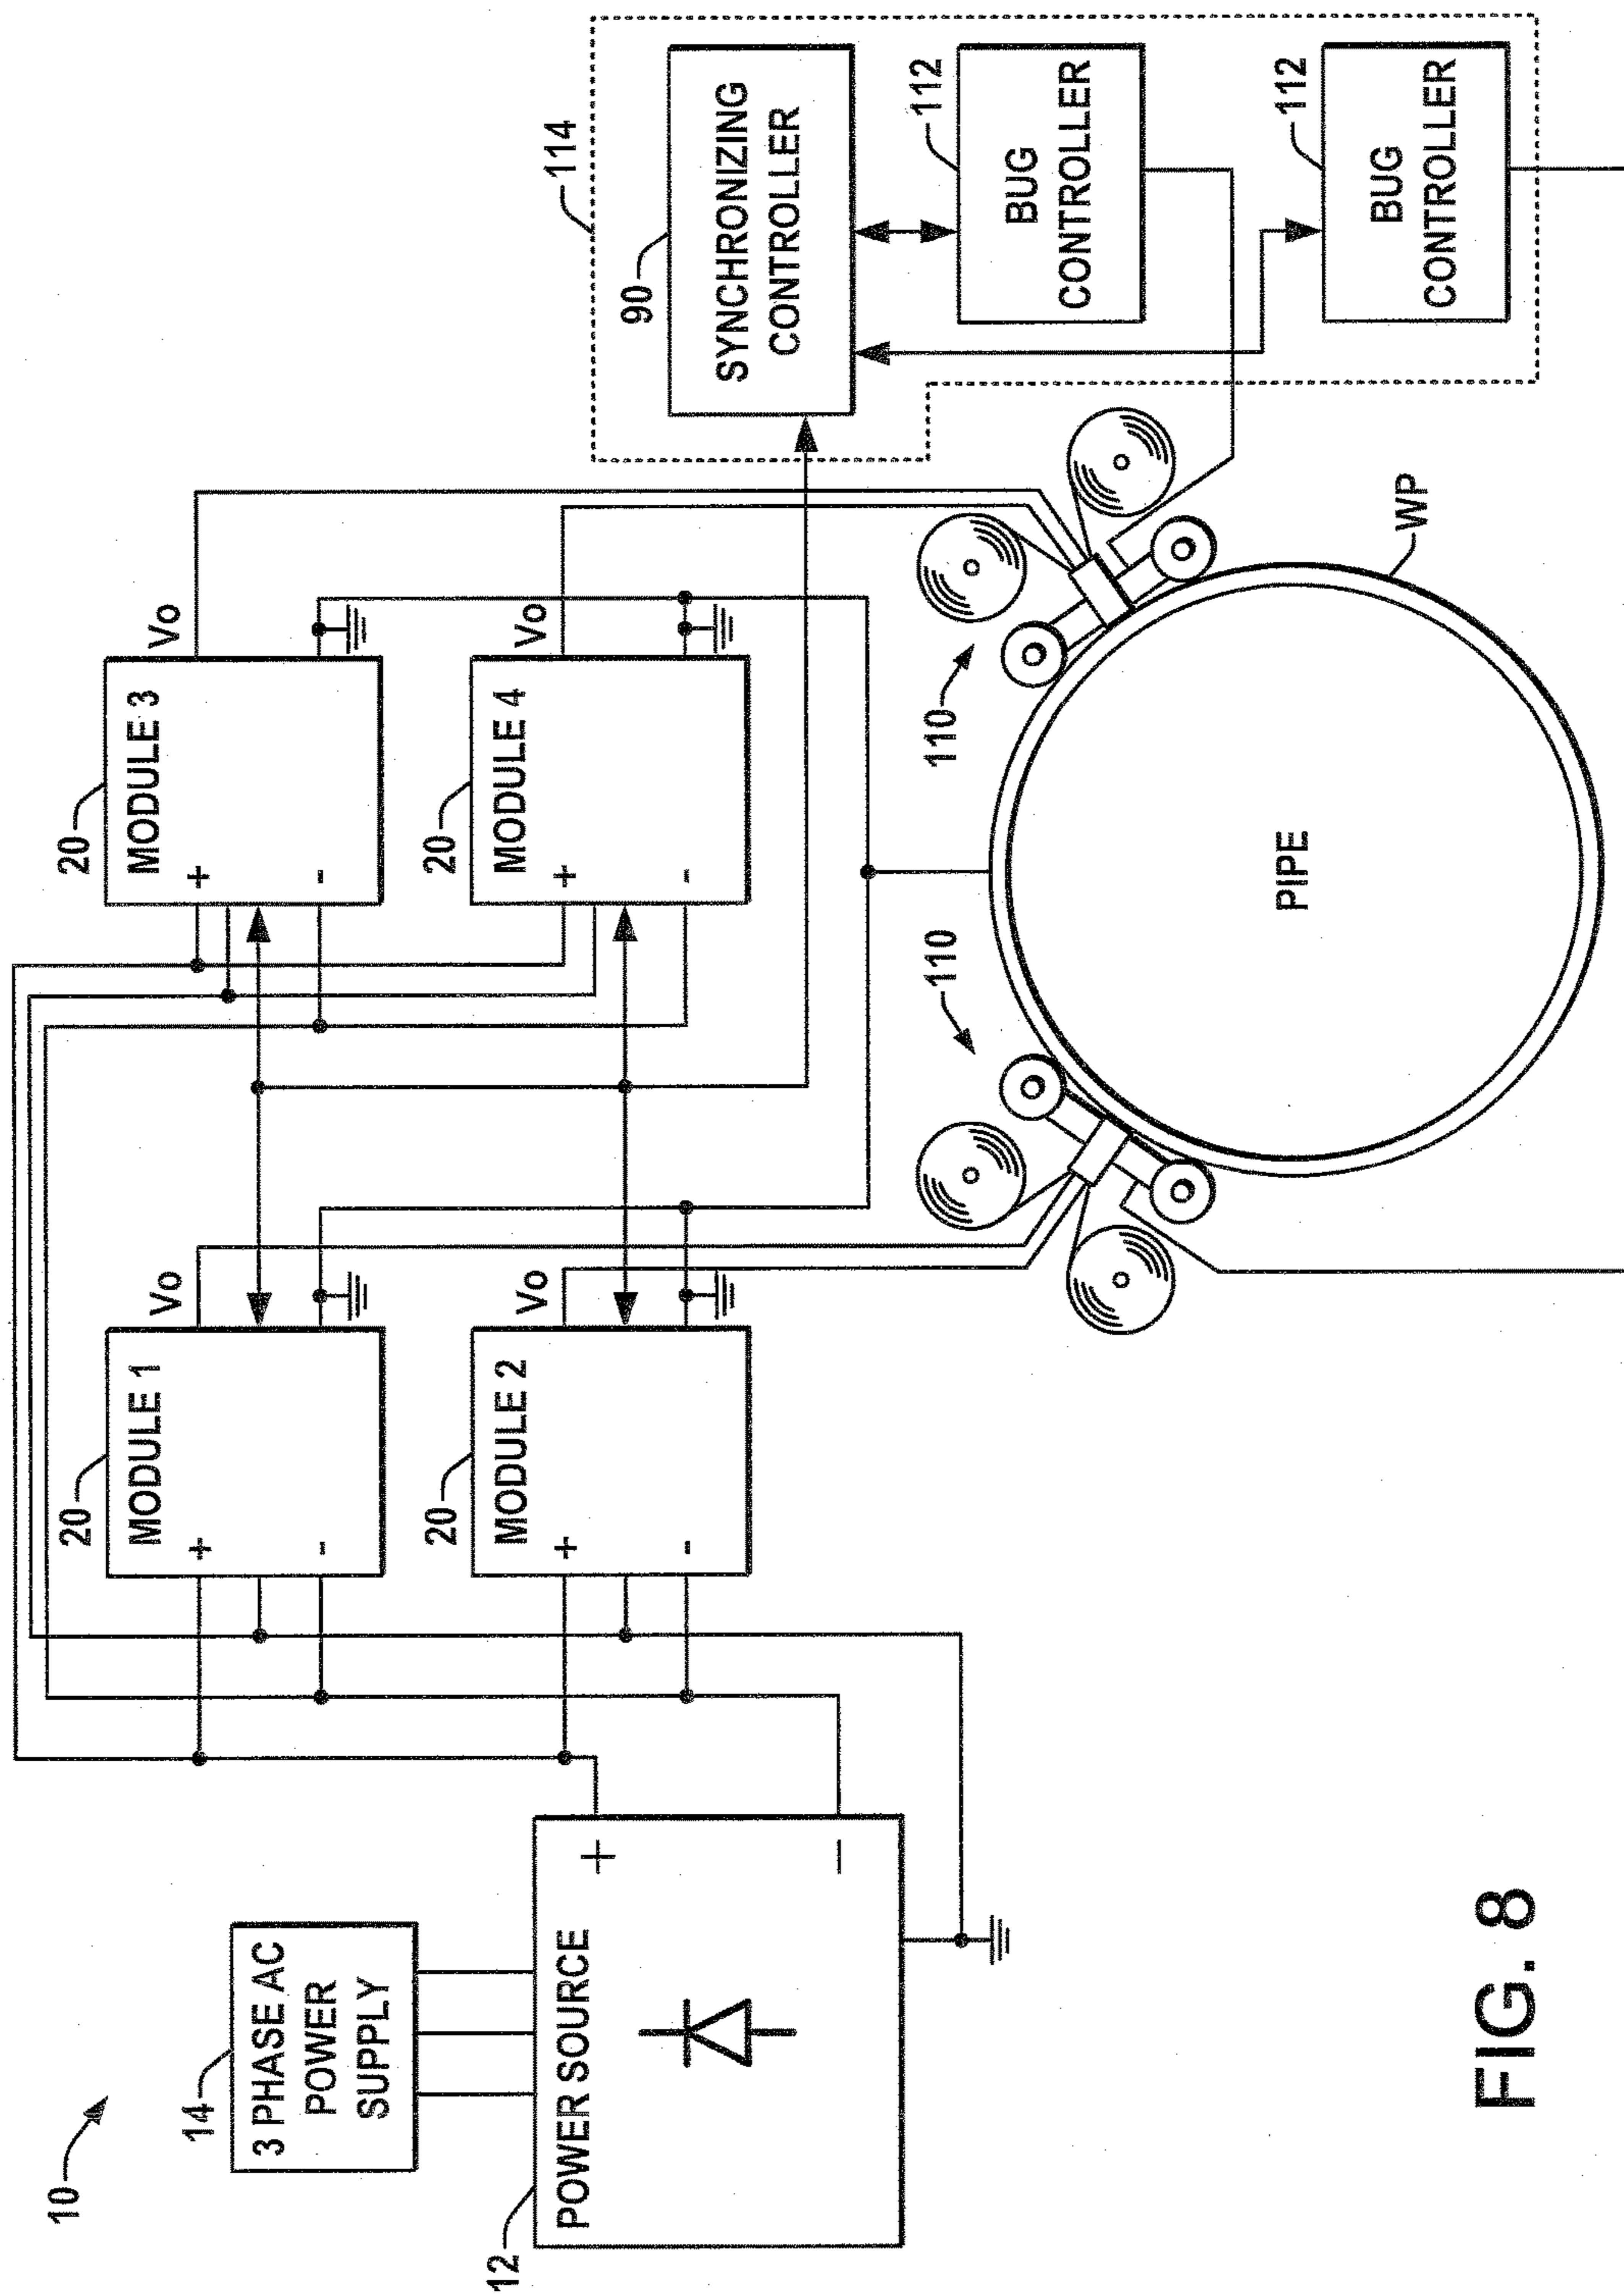 10
14
3 PHASE AC
POWER
SUPPLY
12
POWER SOURCE
+
−
20
MODULE 1
+
-
Vo
20
MODULE 2
+
-
Vo
20
MODULE 3
+
-
Vo
20
MODULE 4
+
-
Vo
114
90
SYNCHRONIZING
CONTROLLER
112
BUG
CONTROLLER
112
BUG
CONTROLLER
110
110
PIPE
WP
FIG. 8